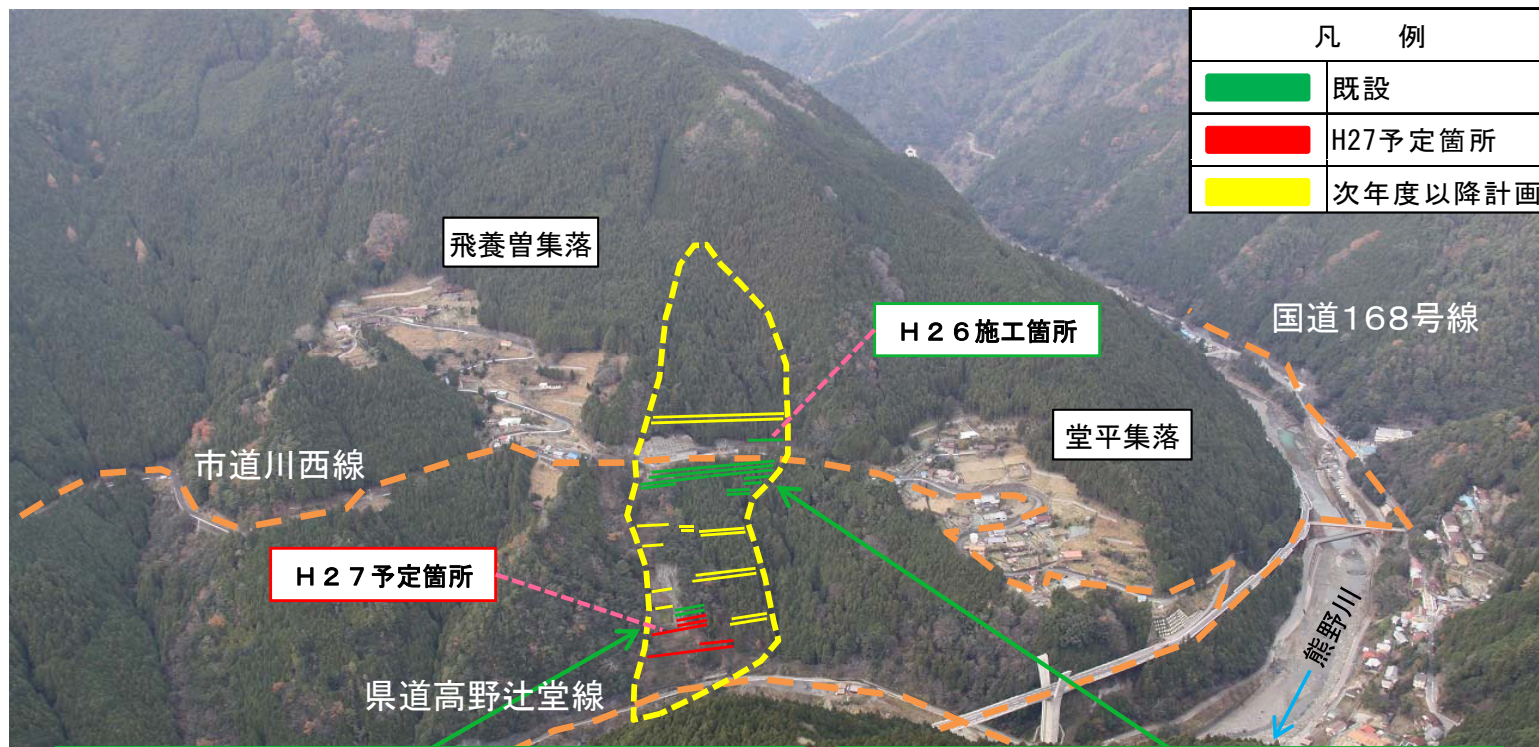 凡 例
既設
H27予定箇所
次年度以降計画
飛養曽集落
H26施工箇所
国道168号線
堂平集落
市道川西線
H27予定箇所
県道高野辻堂線
熊野川